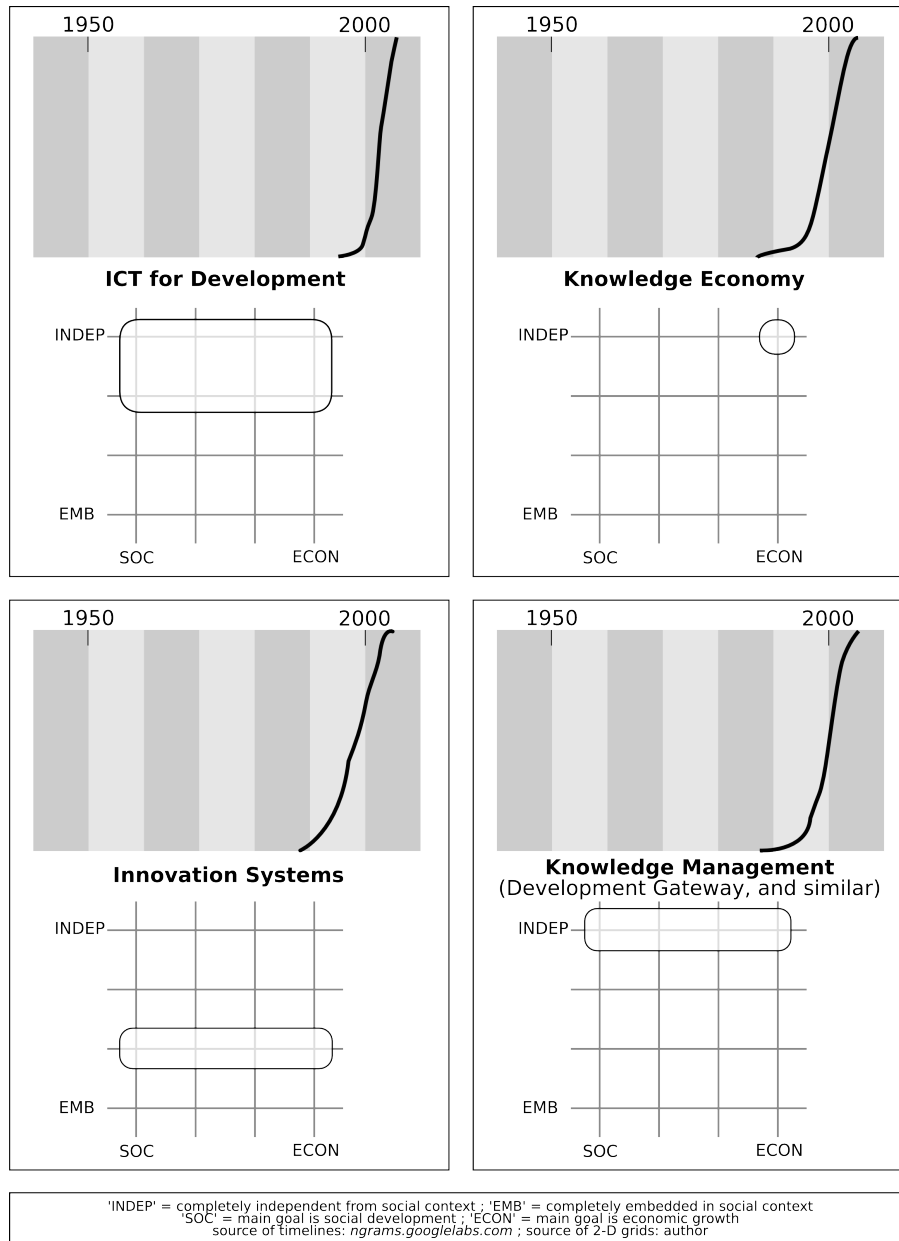 1950 2000
ICT for Development
INDEP
EMB
SOC ECON
1950 2000
Knowledge Economy
INDEP
EMB
SOC ECON
1950 2000
Innovation Systems
INDEP
EMB
SOC ECON
1950 2000
Knowledge Management
(Development Gateway, and similar)
INDEP
EMB
SOC ECON
'INDEP' = completely independent from social context ; 'EMB' = completely embedded in social context
'SOC' = main goal is social development ; 'ECON' = main goal is economic growth
source of timelines: ngrams.googlelabs.com ; source of 2-D grids: author